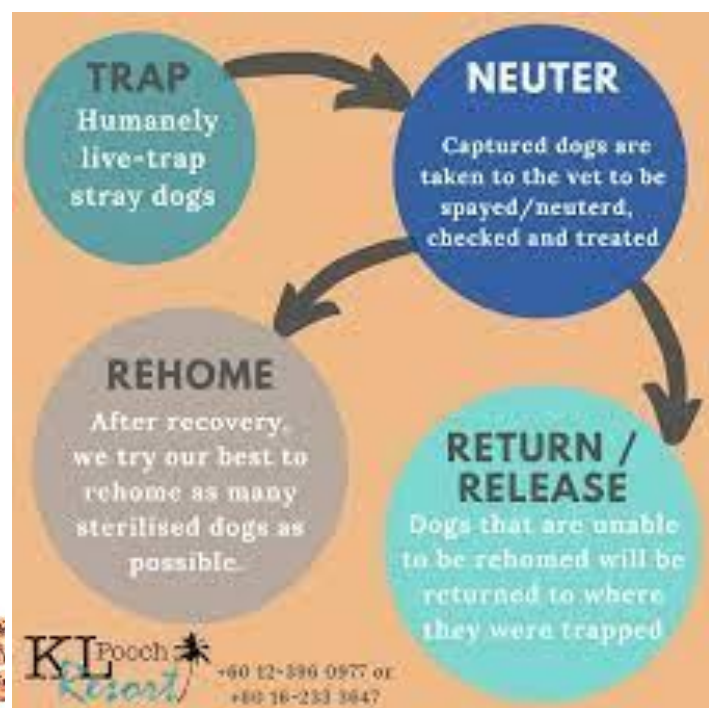 TRAP
Humanely
live-trap
stray dogs
NEUTER
Captured dogs are
taken to the vet to be
spayed/neuterd,
checked and treated
REHOME
After recovery,
we try our best to
rehome as many
sterilised dogs as
possible.
RETURN /
RELEASE
Dogs that are unable
to be rehomed will be
returned to where
they were trapped
KL Pooch
Resort
+60 12-396 0977 or
+60 16-233 3647